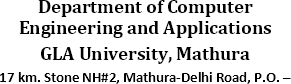 Department of Computer
Engineering and Applications
GLA University, Mathura
17 km. Stone NH#2, Mathura-Delhi Road, P.O. –